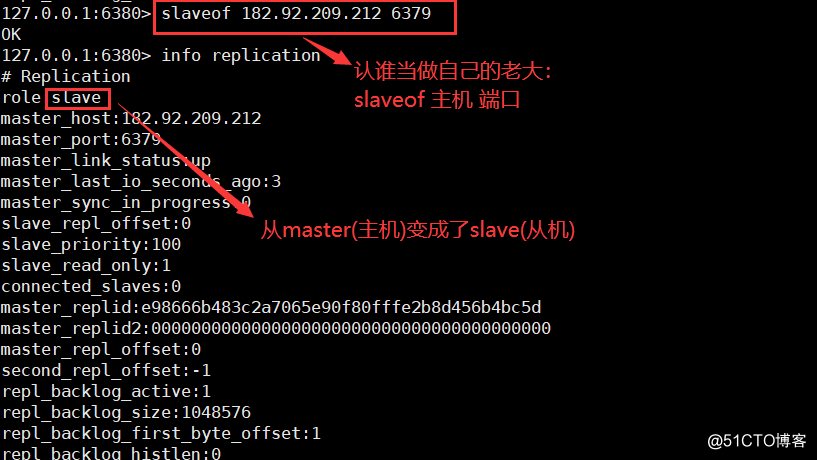 127.0.0.1:6380> slaveof 182.92.209.212 6379
OK
127.0.0.1:6380> info replication
# Replication
认谁当做自己的老大：
slaveof 主机 端口
role slave
master_host:182.92.209.212
master_port:6379
master_link_status:up
master_last_io_seconds_ago:3
master_sync_in_progress:0
slave_repl_offset:0
从master(主机)变成了slave(从机)
slave_priority:100
slave_read_only:1
connected_slaves:0
master_replid:e98666b483c2a7065e90f80fffe2b8d456b4bc5d
master_replid2:0000000000000000000000000000000000000000
master_repl_offset:0
second_repl_offset:-1
repl_backlog_active:1
repl_backlog_size:1048576
repl_backlog_first_byte_offset:1
repl_backlog_histlen:0
@51CTO博客